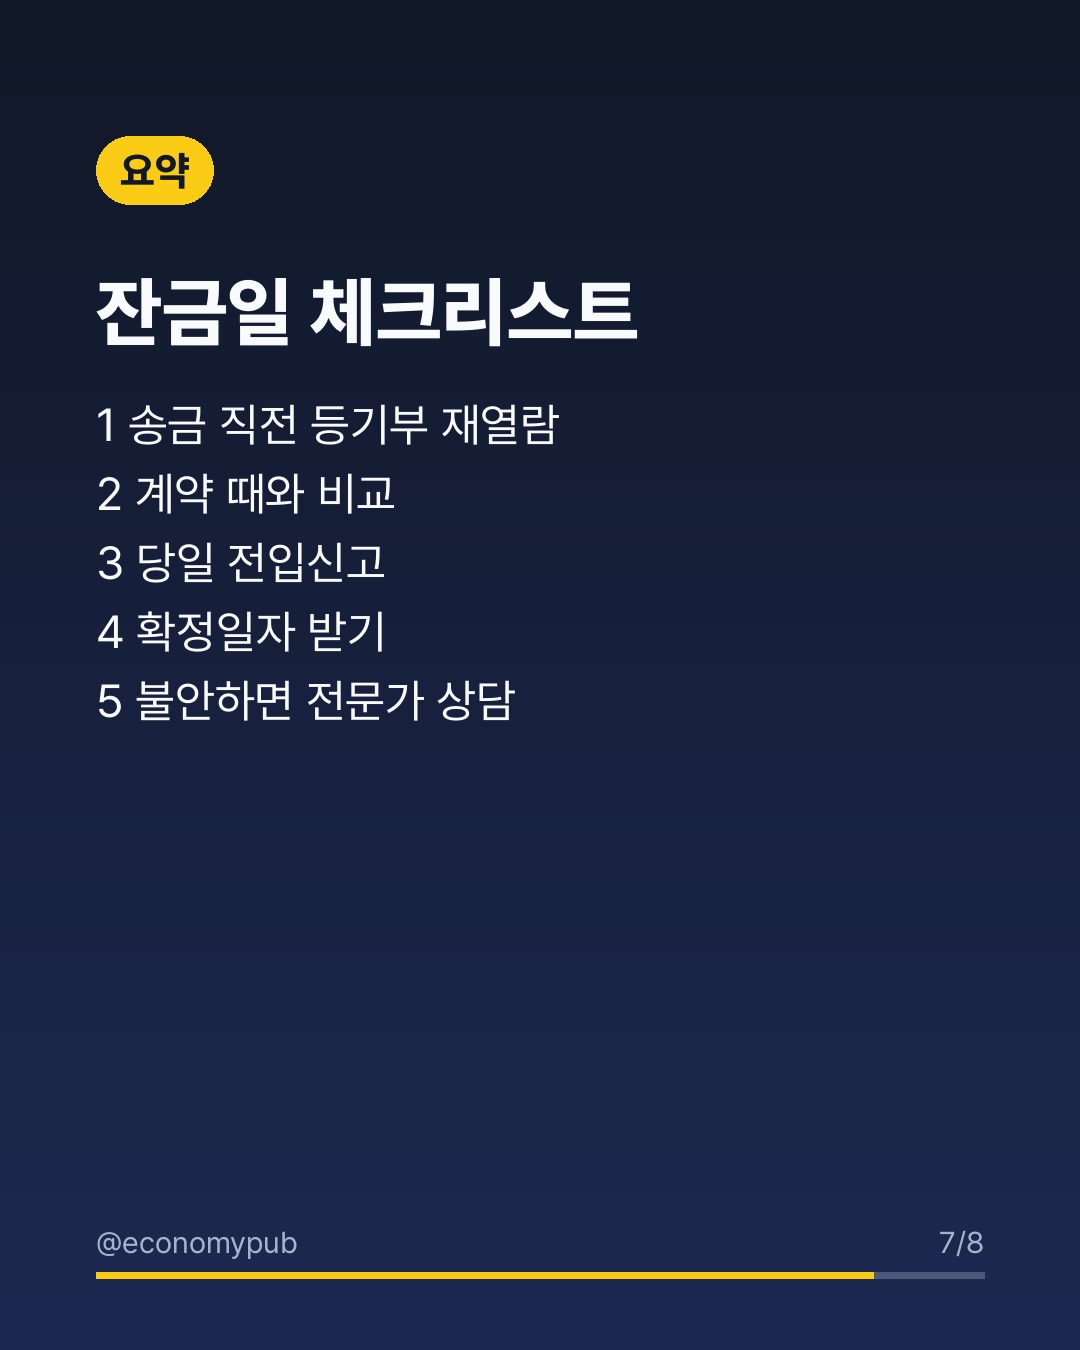 요약
잔금일 체크리스트
1 송금 직전 등기부 재열람
2 계약 때와 비교
3 당일 전입신고
4 확정일자 받기
5 불안하면 전문가 상담
@economypub
7/8